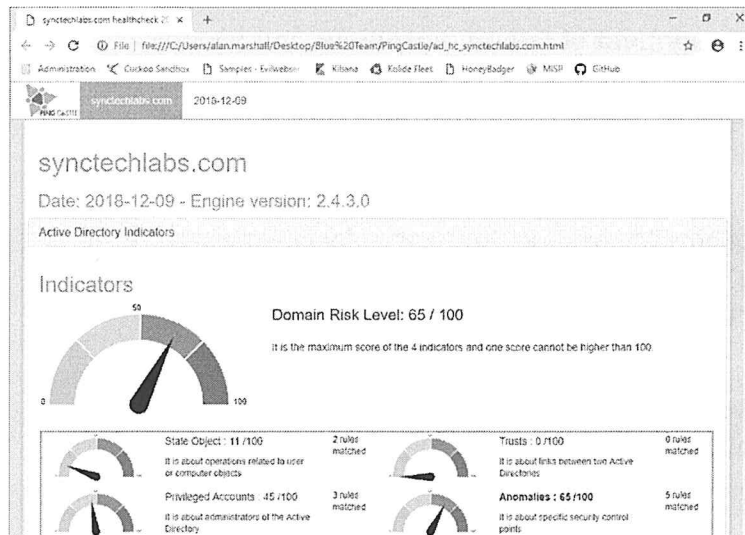 synctechlabs.com healthcheck 20
File | file:///C:/Users/alan.marshall/Desktop/Blue%20Team/PingCastle/ad_hc_synctechlabs.com.html
Administration Cuckoo Sandbox Samples - Evilwebser Kibana Kolide Fleet HoneyBadger MISP GitHub
PING CASTLE synctechlabs.com 2018-12-09
synctechlabs.com
Date: 2018-12-09 - Engine version: 2.4.3.0
Active Directory Indicators
Indicators
50
0
100
Domain Risk Level: 65 / 100
It is the maximum score of the 4 indicators and one score cannot be higher than 100.
State Object : 11 /100
2 rules
matched
It is about operations related to user
or computer objects
Trusts : 0 /100
0 rules
matched
It is about links between two Active
Directories
Privileged Accounts : 45 /100
3 rules
matched
It is about administrators of the Active
Directory
Anomalies : 65 /100
5 rules
matched
It is about specific security control
points